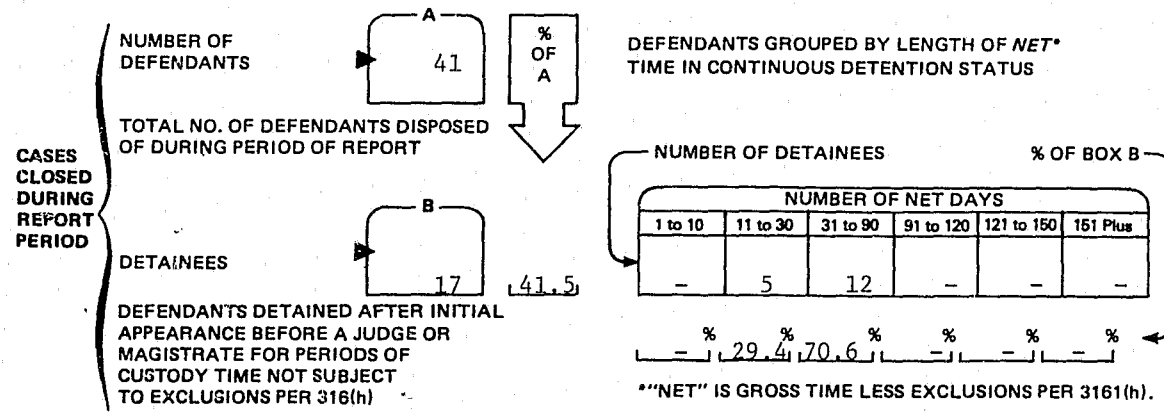 CASES
CLOSED
DURING
REPORT
PERIOD
NUMBER OF
DEFENDANTS
A
41
%
OF
A
TOTAL NO. OF DEFENDANTS DISPOSED
OF DURING PERIOD OF REPORT
DETAINEES
B
17
41.5
DEFENDANTS DETAINED AFTER INITIAL
APPEARANCE BEFORE A JUDGE OR
MAGISTRATE FOR PERIODS OF
CUSTODY TIME NOT SUBJECT
TO EXCLUSIONS PER 316(h)
DEFENDANTS GROUPED BY LENGTH OF NET*
TIME IN CONTINUOUS DETENTION STATUS
NUMBER OF DETAINEES % OF BOX B
NUMBER OF NET DAYS
1 to 10 11 to 30 31 to 90 91 to 120 121 to 150 151 Plus
– 5 12 – – –
% % % % % %
– 29.4 70.6 – – –
*"NET" IS GROSS TIME LESS EXCLUSIONS PER 3161(h).